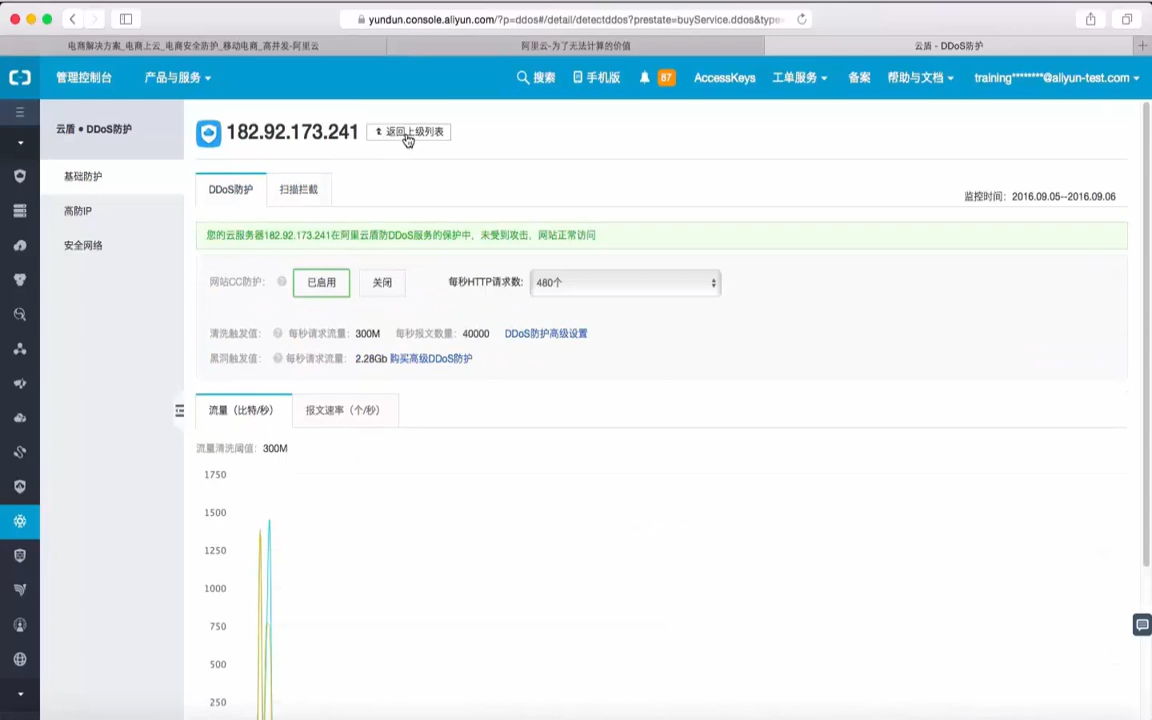 yundun.console.aliyun.com/?p=ddos#/detail/detectddos?prestate=buyService.ddos&type=
电商解决方案_电商上云_电商安全防护_移动电商_高并发-阿里云
阿里云-为了无法计算的价值
云盾 - DDoS防护
管理控制台
产品与服务
搜索
手机版
87
AccessKeys
工单服务
备案
帮助与文档
training********@aliyun-test.com
云盾 ● DDoS防护
基础防护
高防IP
安全网络
182.92.173.241
返回上级列表
DDoS防护
扫描拦截
监控时间: 2016.09.05--2016.09.06
您的云服务器182.92.173.241在阿里云盾防DDoS服务的保护中, 未受到攻击, 网站正常访问
网站CC防护:
已启用
关闭
每秒HTTP请求数:
480个
清洗触发值: 每秒请求流量: 300M 每秒报文数量: 40000 DDoS防护高级设置
黑洞触发值: 每秒请求流量: 2.28Gb 购买高级DDoS防护
流量 (比特/秒)
报文速率 (个/秒)
流量清洗阈值: 300M
1750
1500
1250
1000
750
500
250